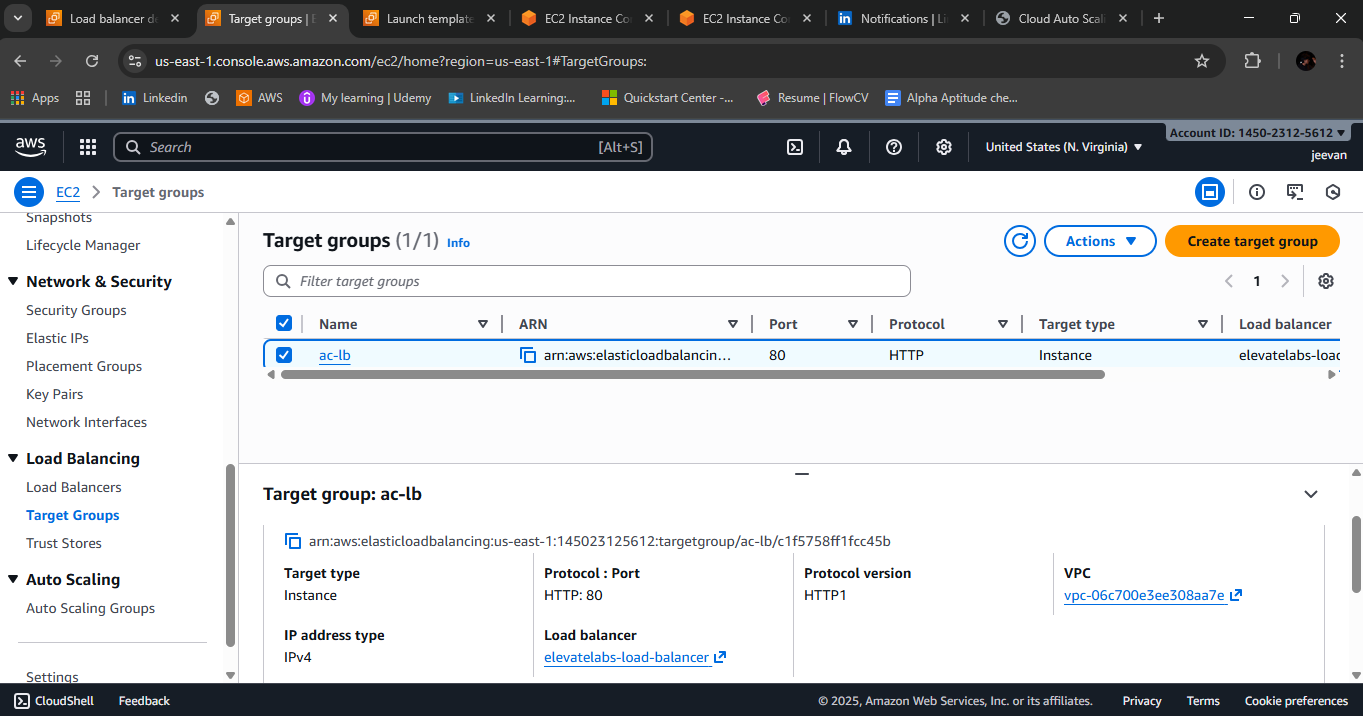 Load balancer de
Target groups | E
Launch template
EC2 Instance Co
EC2 Instance Co
Notifications | Li
Cloud Auto Scali
us-east-1.console.aws.amazon.com/ec2/home?region=us-east-1#TargetGroups:
Apps
Linkedin
AWS
My learning | Udemy
LinkedIn Learning:...
Quickstart Center -...
Resume | FlowCV
Alpha Aptitude che...
aws
Search
[Alt+S]
United States (N. Virginia)
Account ID: 1450-2312-5612
jeevan
EC2
Target groups
Snapshots
Lifecycle Manager
Network & Security
Security Groups
Elastic IPs
Placement Groups
Key Pairs
Network Interfaces
Load Balancing
Load Balancers
Target Groups
Trust Stores
Auto Scaling
Auto Scaling Groups
Settings
Target groups (1/1) Info
Actions
Create target group
Filter target groups
1
Name ARN Port Protocol Target type Load balancer
ac-lb arn:aws:elasticloadbalancin... 80 HTTP Instance elevatelabs-load
Target group: ac-lb
arn:aws:elasticloadbalancing:us-east-1:145023125612:targetgroup/ac-lb/c1f5758ff1fcc45b
Target type
Instance
Protocol : Port
HTTP: 80
Protocol version
HTTP1
VPC
vpc-06c700e3ee308aa7e
IP address type
IPv4
Load balancer
elevatelabs-load-balancer
CloudShell Feedback
© 2025, Amazon Web Services, Inc. or its affiliates. Privacy Terms Cookie preferences